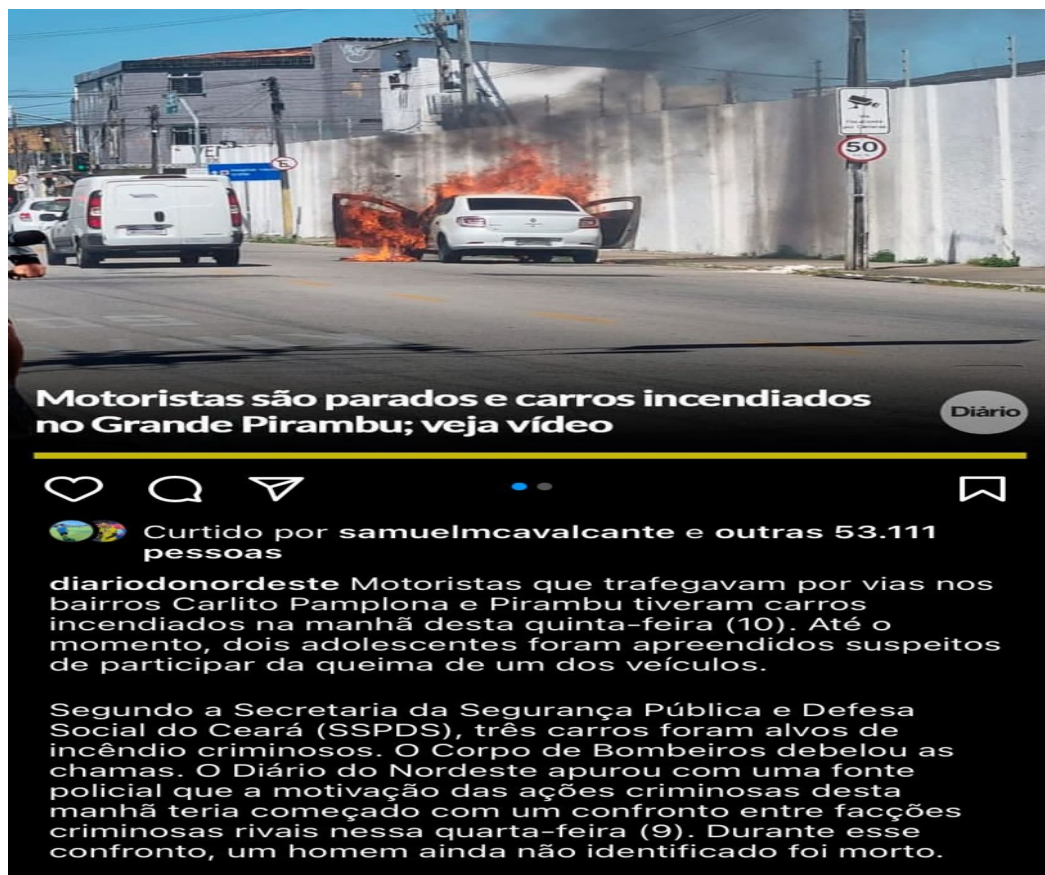 50
Motoristas são parados e carros incendiados
no Grande Pirambu; veja vídeo
Diário
Curtido por samuelmcavalcante e outras 53.111
pessoas
diariodonordeste Motoristas que trafegavam por vias nos
bairros Carlito Pamplona e Pirambu tiveram carros
incendiados na manhã desta quinta-feira (10). Até o
momento, dois adolescentes foram apreendidos suspeitos
de participar da queima de um dos veículos.
Segundo a Secretaria da Segurança Pública e Defesa
Social do Ceará (SSPDS), três carros foram alvos de
incêndio criminosos. O Corpo de Bombeiros debelou as
chamas. O Diário do Nordeste apurou com uma fonte
policial que a motivação das ações criminosas desta
manhã teria começado com um confronto entre facções
criminosas rivais nessa quarta-feira (9). Durante esse
confronto, um homem ainda não identificado foi morto.